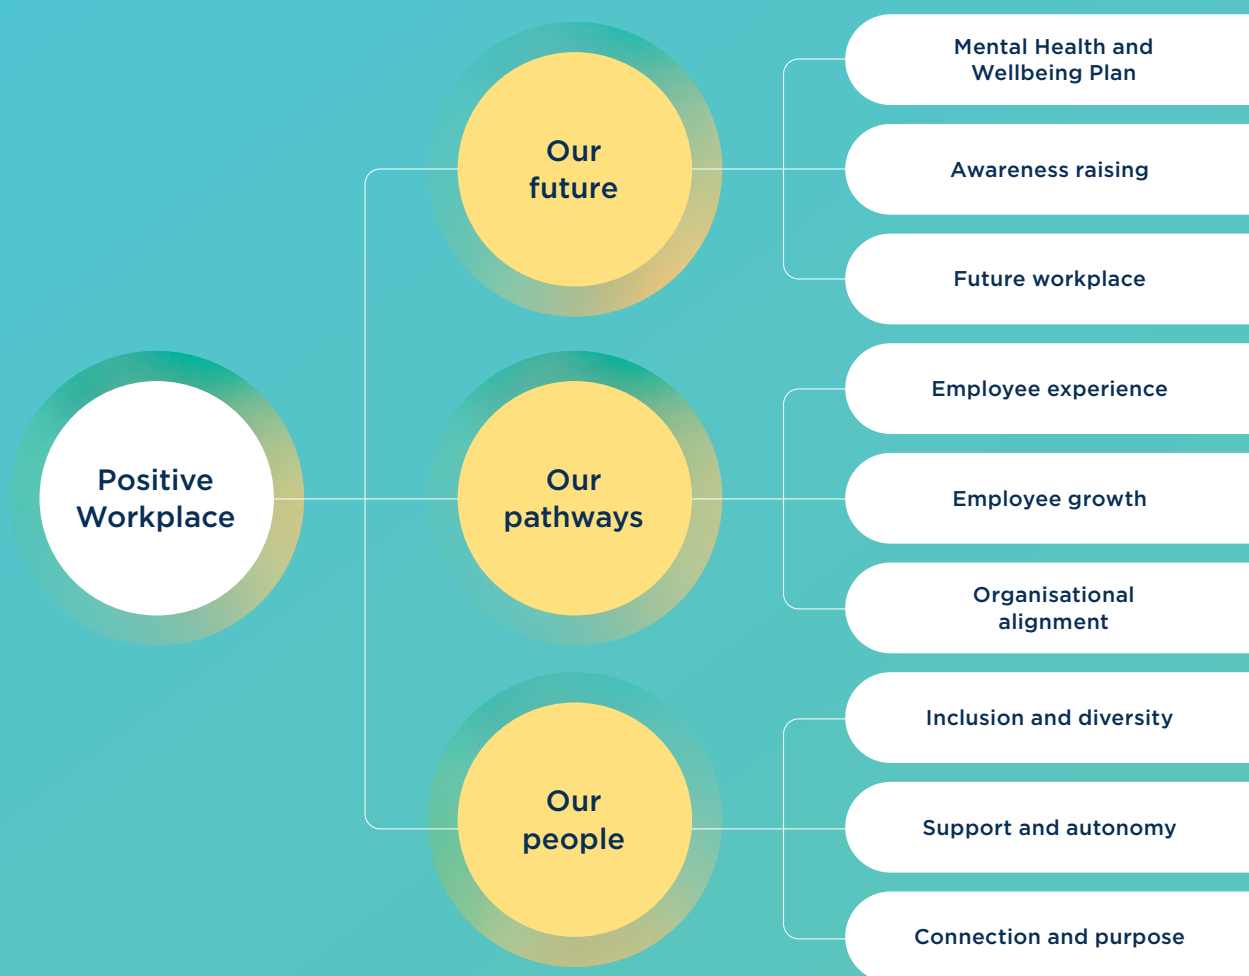 Positive
Workplace
Our
future
Mental Health and
Wellbeing Plan
Awareness raising
Future workplace
Our
pathways
Employee experience
Employee growth
Organisational
alignment
Our
people
Inclusion and diversity
Support and autonomy
Connection and purpose